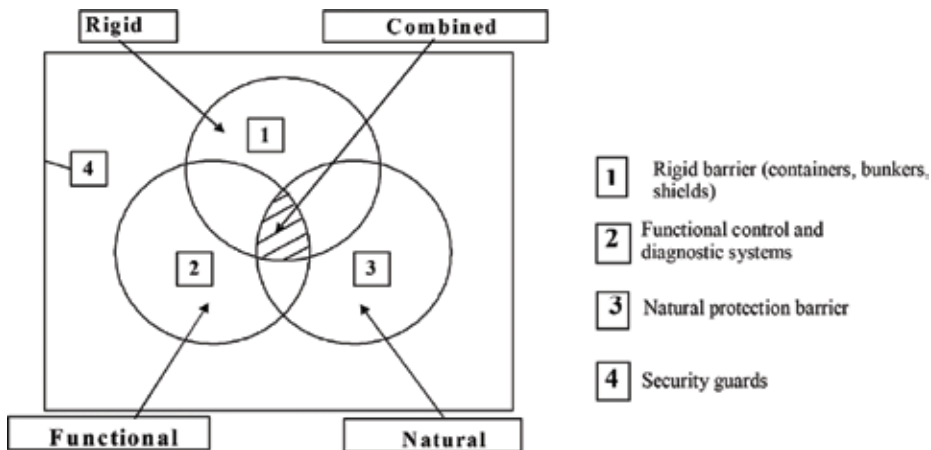 Rigid
Combined
1
4
2
3
Functional
Natural
1 Rigid barrier (containers, bunkers,
shields)
2 Functional control and
diagnostic systems
3 Natural protection barrier
4 Security guards